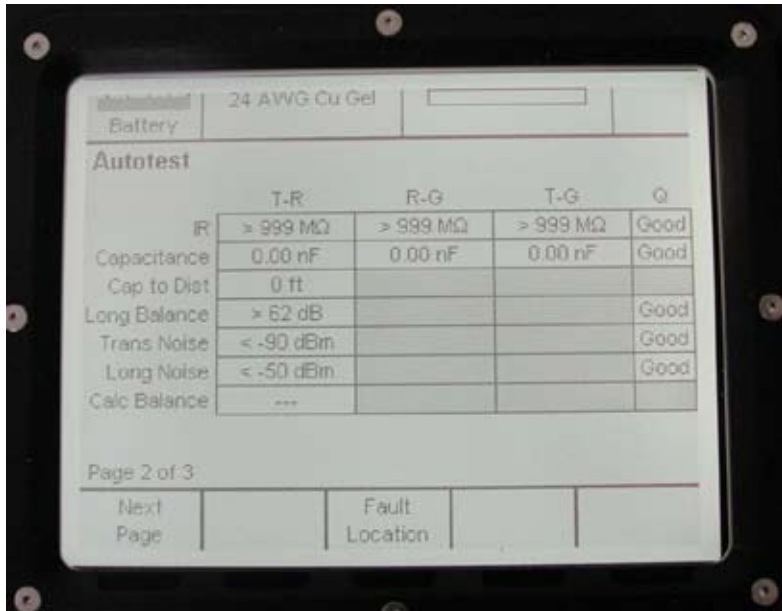 Battery 24 AWG Cu Gel
Autotest
T-R R-G T-G Q
IR > 999 MΩ > 999 MΩ > 999 MΩ Good
Capacitance 0.00 nF 0.00 nF 0.00 nF Good
Cap to Dist 0 ft
Long Balance > 62 dB Good
Trans Noise < -90 dBm Good
Long Noise < -50 dBm Good
Calc Balance ---
Page 2 of 3
Next Page Fault Location